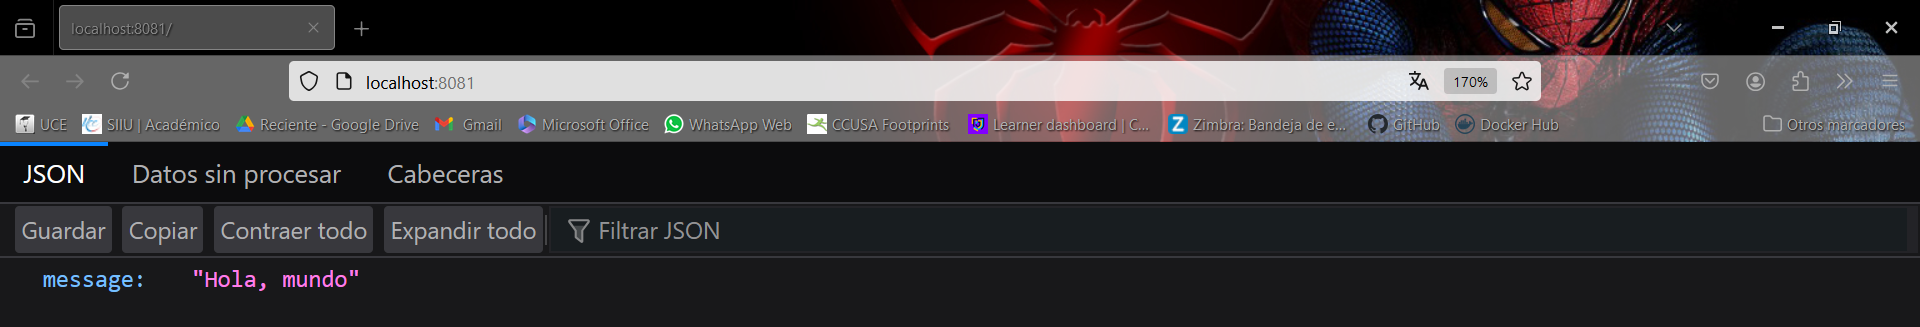 localhost:8081/
localhost:8081 170%
UCE SIIU | Académico Reciente - Google Drive Gmail Microsoft Office WhatsApp Web CCUSA Footprints Learner dashboard | C... Zimbra: Bandeja de e... GitHub Docker Hub Otros marcadores
JSON Datos sin procesar Cabeceras
Guardar Copiar Contraer todo Expandir todo Filtrar JSON
message: "Hola, mundo"